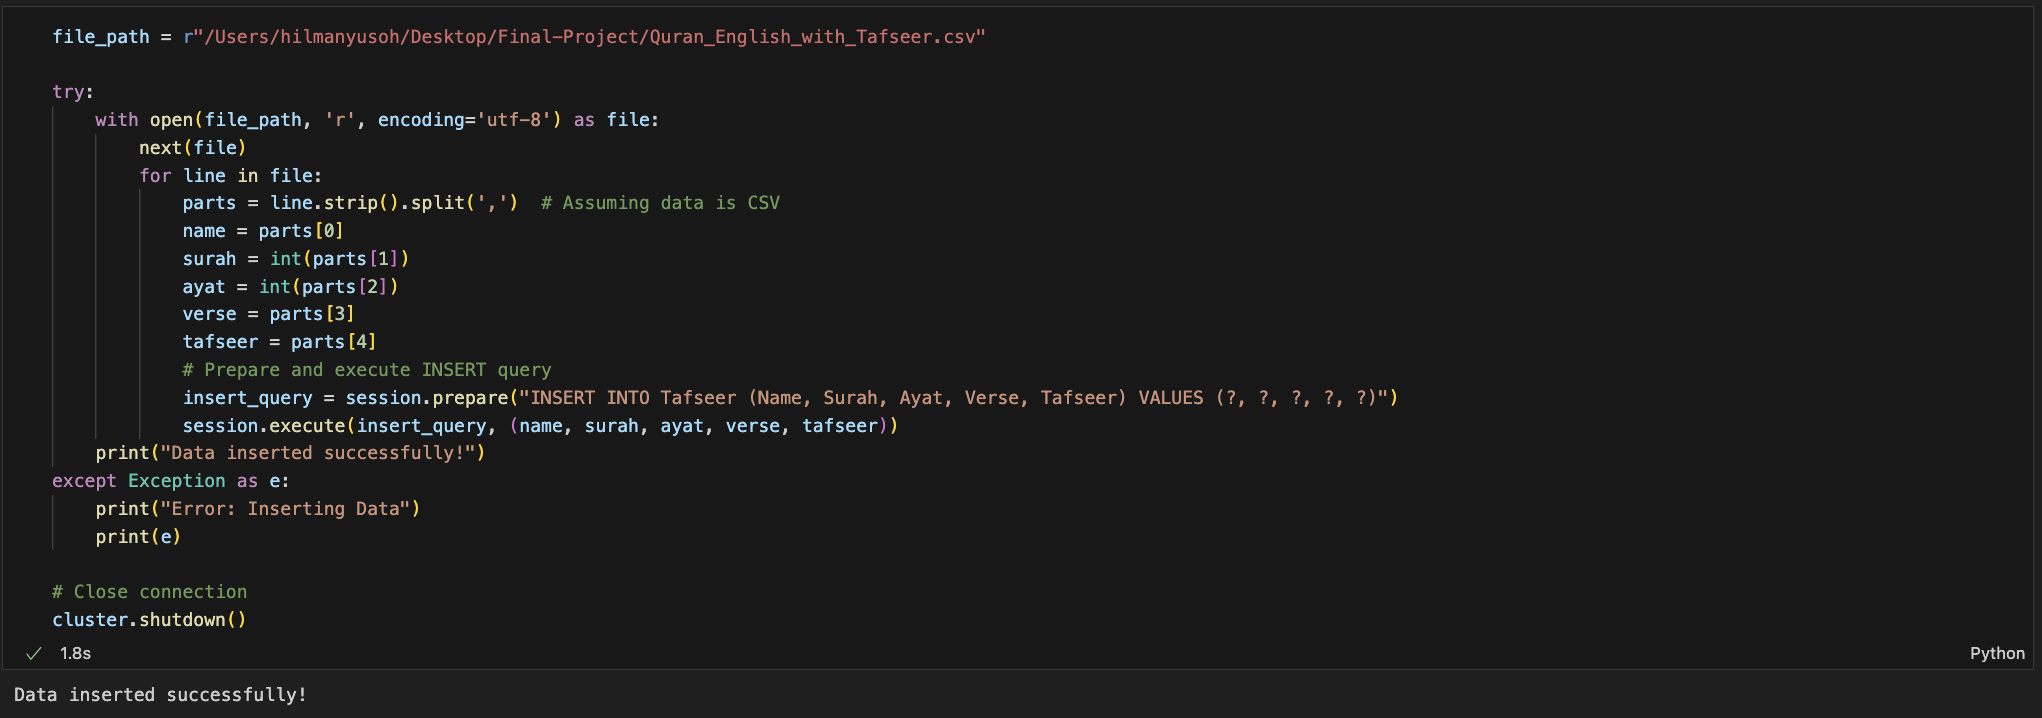 file_path = r"/Users/hilmanyusoh/Desktop/Final-Project/Quran_English_with_Tafseer.csv"
try:
with open(file_path, 'r', encoding='utf-8') as file:
next(file)
for line in file:
parts = line.strip().split(',')  # Assuming data is CSV
name = parts[0]
surah = int(parts[1])
ayat = int(parts[2])
verse = parts[3]
tafseer = parts[4]
# Prepare and execute INSERT query
insert_query = session.prepare("INSERT INTO Tafseer (Name, Surah, Ayat, Verse, Tafseer) VALUES (?, ?, ?, ?, ?)")
session.execute(insert_query, (name, surah, ayat, verse, tafseer))
print("Data inserted successfully!")
except Exception as e:
print("Error: Inserting Data")
print(e)
# Close connection
cluster.shutdown()
1.8s
Python
Data inserted successfully!